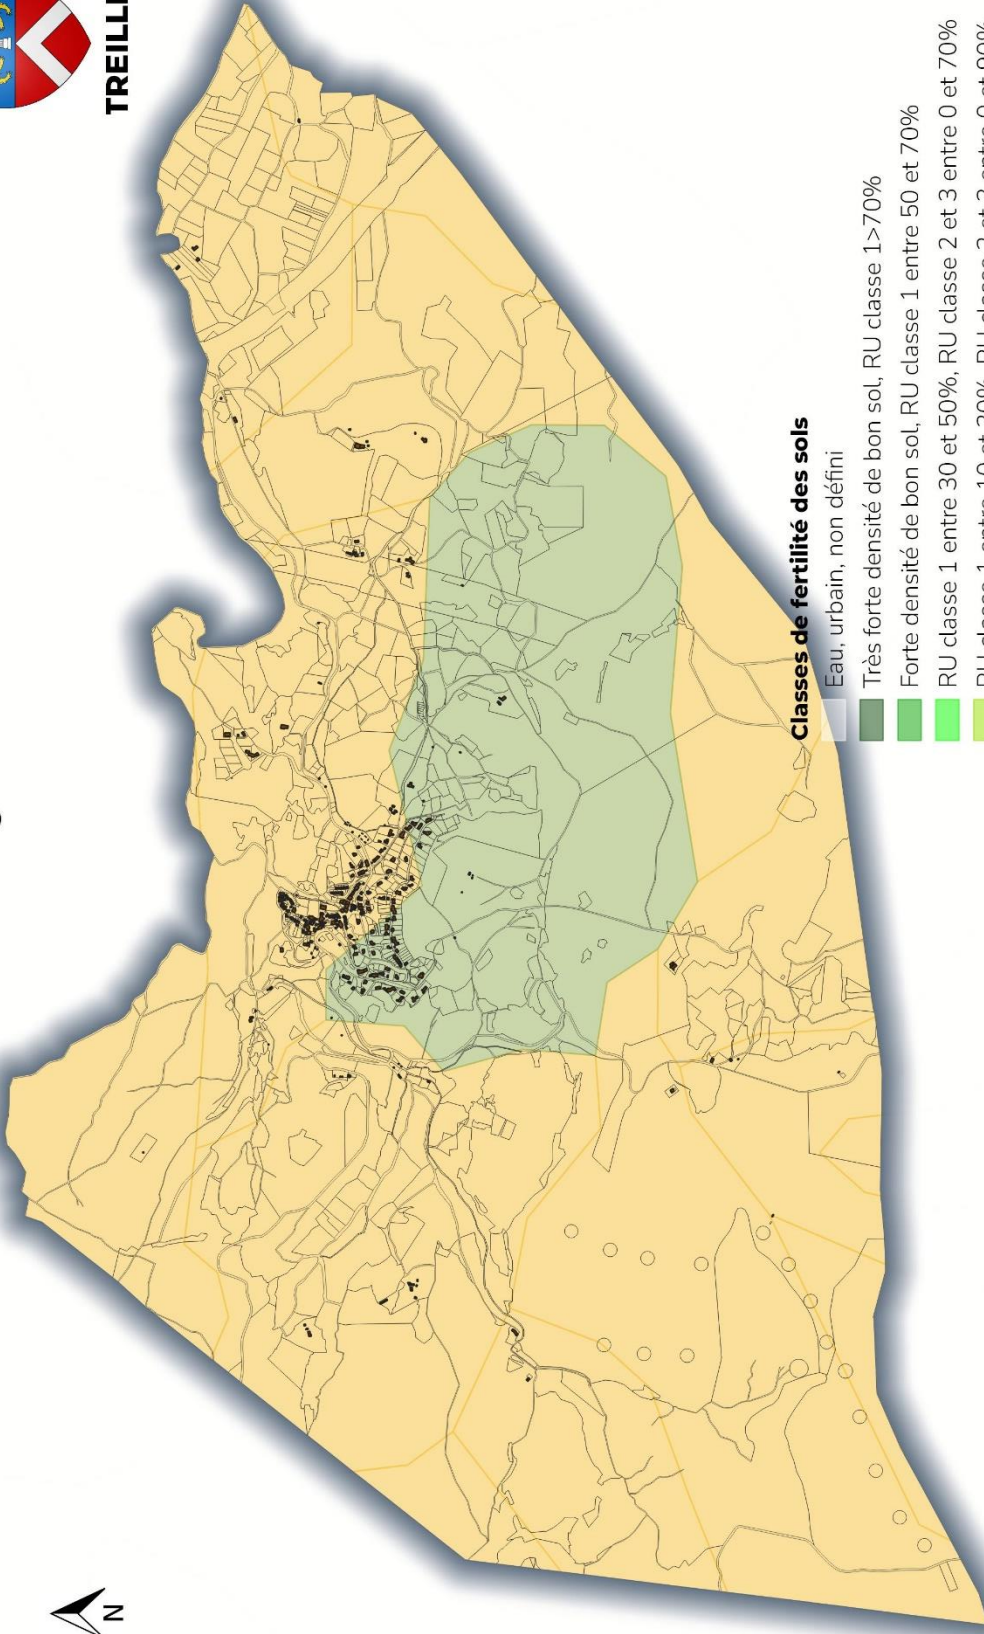 TREILL
N
Classes de fertilité des sols
Eau, urbain, non défini
Très forte densité de bon sol, RU classe 1>70%
Forte densité de bon sol, RU classe 1 entre 50 et 70%
RU classe 1 entre 30 et 50%, RU classe 2 et 3 entre 0 et 70%